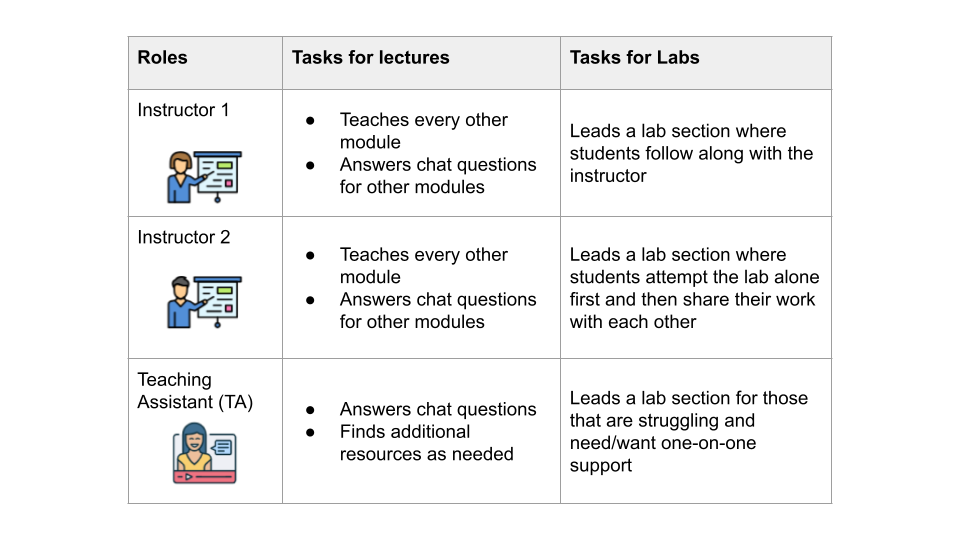 Roles
Tasks for lectures
Tasks for Labs
Instructor 1
● Teaches every other
module
● Answers chat questions
for other modules
Leads a lab section where
students follow along with the
instructor
Instructor 2
● Teaches every other
module
● Answers chat questions
for other modules
Leads a lab section where
students attempt the lab alone
first and then share their work
with each other
Teaching
Assistant (TA)
● Answers chat questions
● Finds additional
resources as needed
Leads a lab section for those
that are struggling and
need/want one-on-one
support